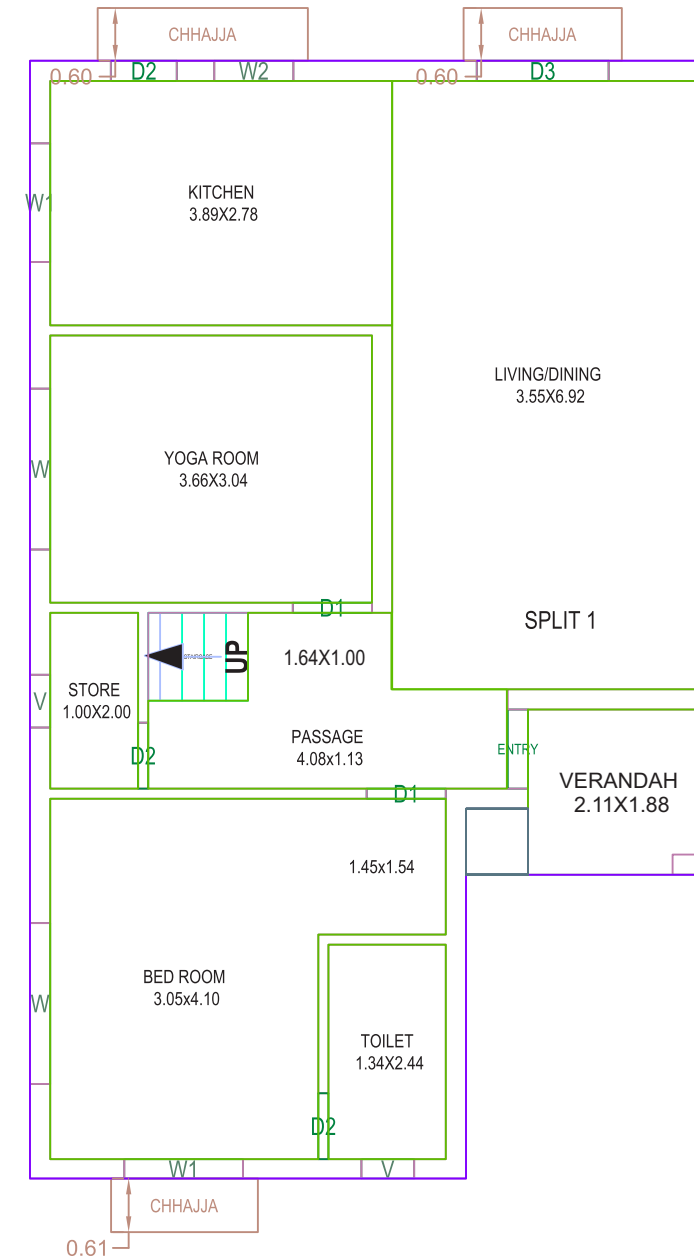 CHHAJJA
CHHAJJA
0.60
D2
W2
0.60
D3
W1
KITCHEN
3.89X2.78
LIVING/DINING
3.55X6.92
W
YOGA ROOM
3.66X3.04
D1
SPLIT 1
STAIRCASE
UP
1.64X1.00
V
STORE
1.00X2.00
PASSAGE
4.08x1.13
D2
ENTRY
VERANDAH
2.11X1.88
D1
1.45x1.54
W
BED ROOM
3.05x4.10
TOILET
1.34X2.44
D2
W1
V
CHHAJJA
0.61